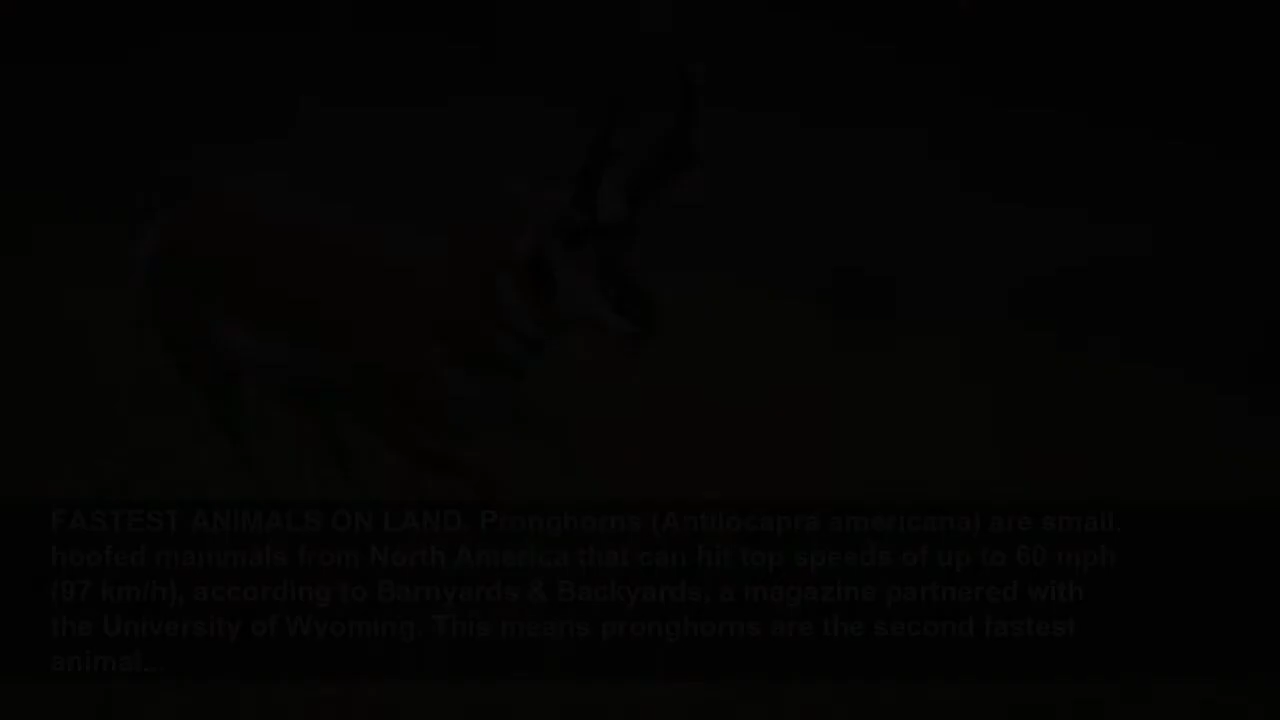 FASTEST ANIMALS ON LAND. Pronghorns (Antilocapra americana) are small,
hoofed mammals from North America that can hit top speeds of up to 60 mph
(97 km/h), according to Barnyards & Backyards, a magazine partnered with
the University of Wyoming. This means pronghorns are the second fastest
animal...